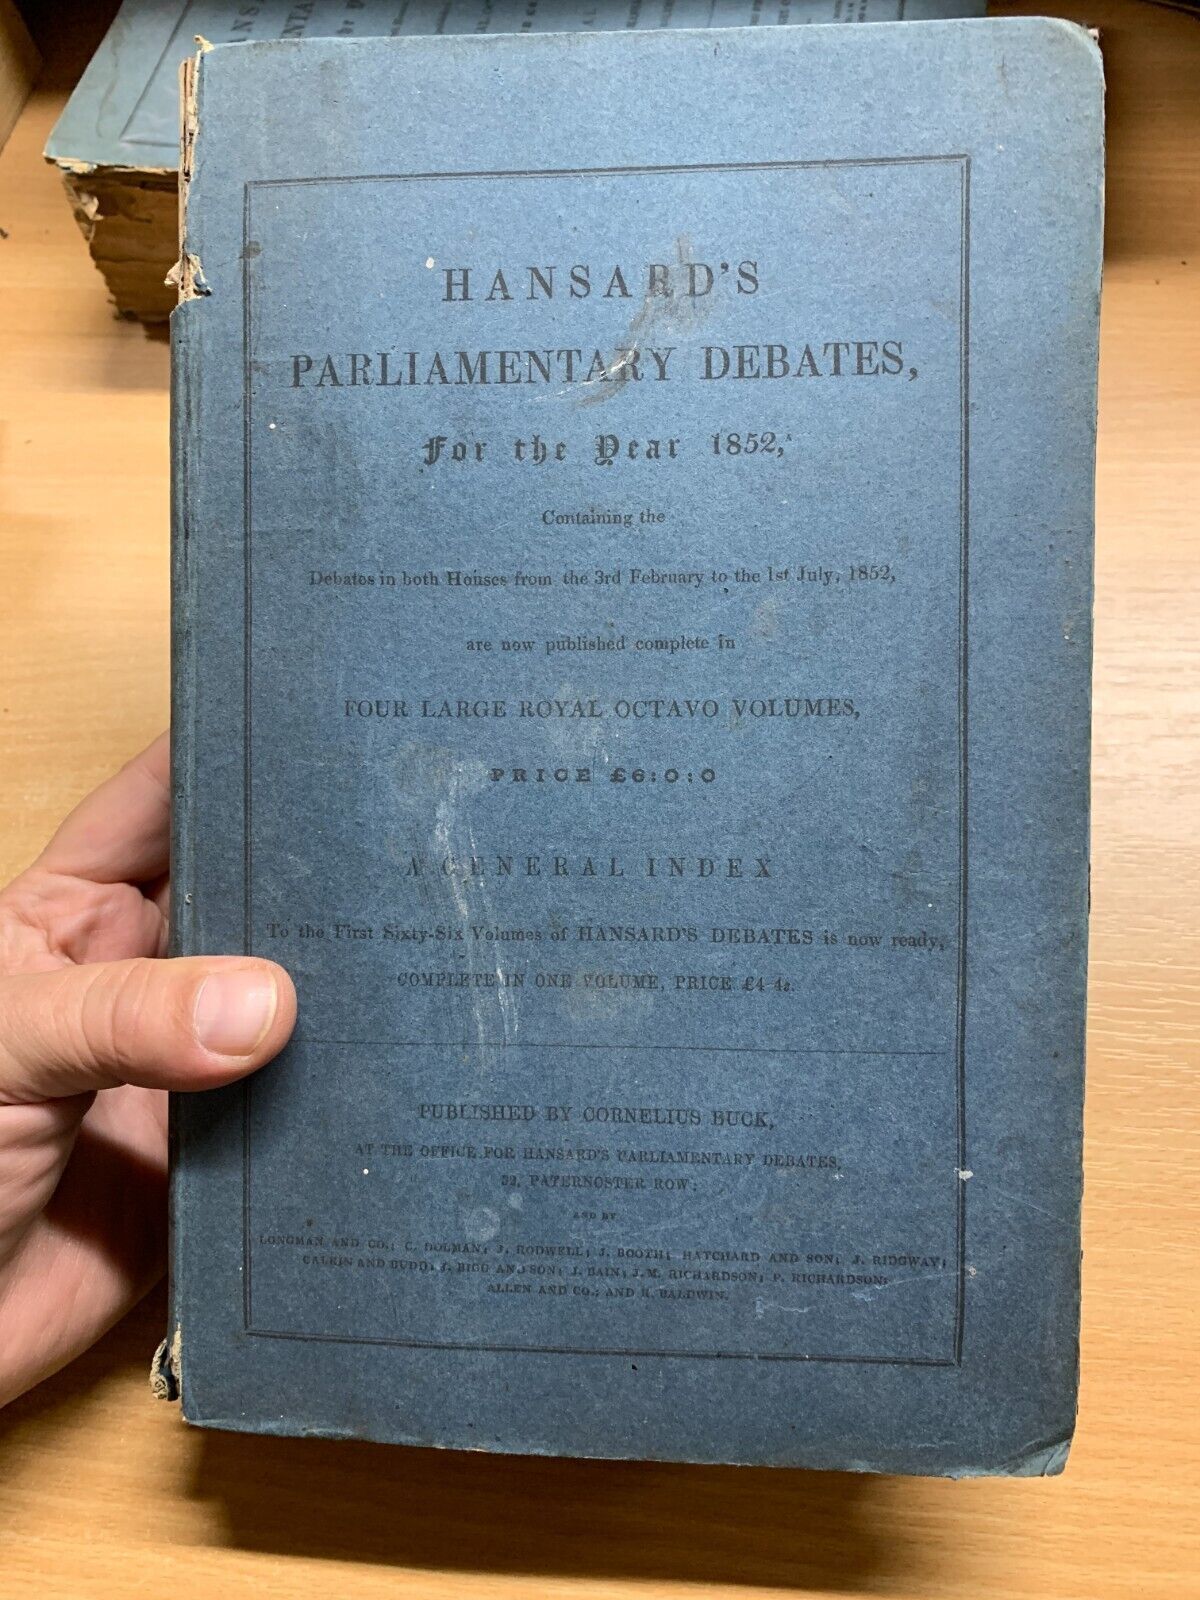 HANSARD'S
PARLIAMENTARY DEBATES,
For the Year 1852,
Containing the
Debates in both Houses from the 3rd February to the 1st July, 1852,
are now published complete in
FOUR LARGE ROYAL OCTAVO VOLUMES,
PRICE £6:0:0
A GENERAL INDEX
To the First Sixty-Six Volumes of HANSARD'S DEBATES is now ready,
COMPLETE IN ONE VOLUME, PRICE £4 4s.
PUBLISHED BY CORNELIUS BUCK,
AT THE OFFICE FOR HANSARD'S PARLIAMENTARY DEBATES,
PATERNOSTER ROW;
AND BY
LONGMAN AND CO.; C. DOLMAN; J. RODWELL; J. BOOTH; HATCHARD AND SON; J. RIDGWAY;
CALKIN AND BUDD; J. BIGG AND SON; J. BAIN; J. M. RICHARDSON; P. RICHARDSON;
ALLEN AND CO.; AND R. BALDWIN.